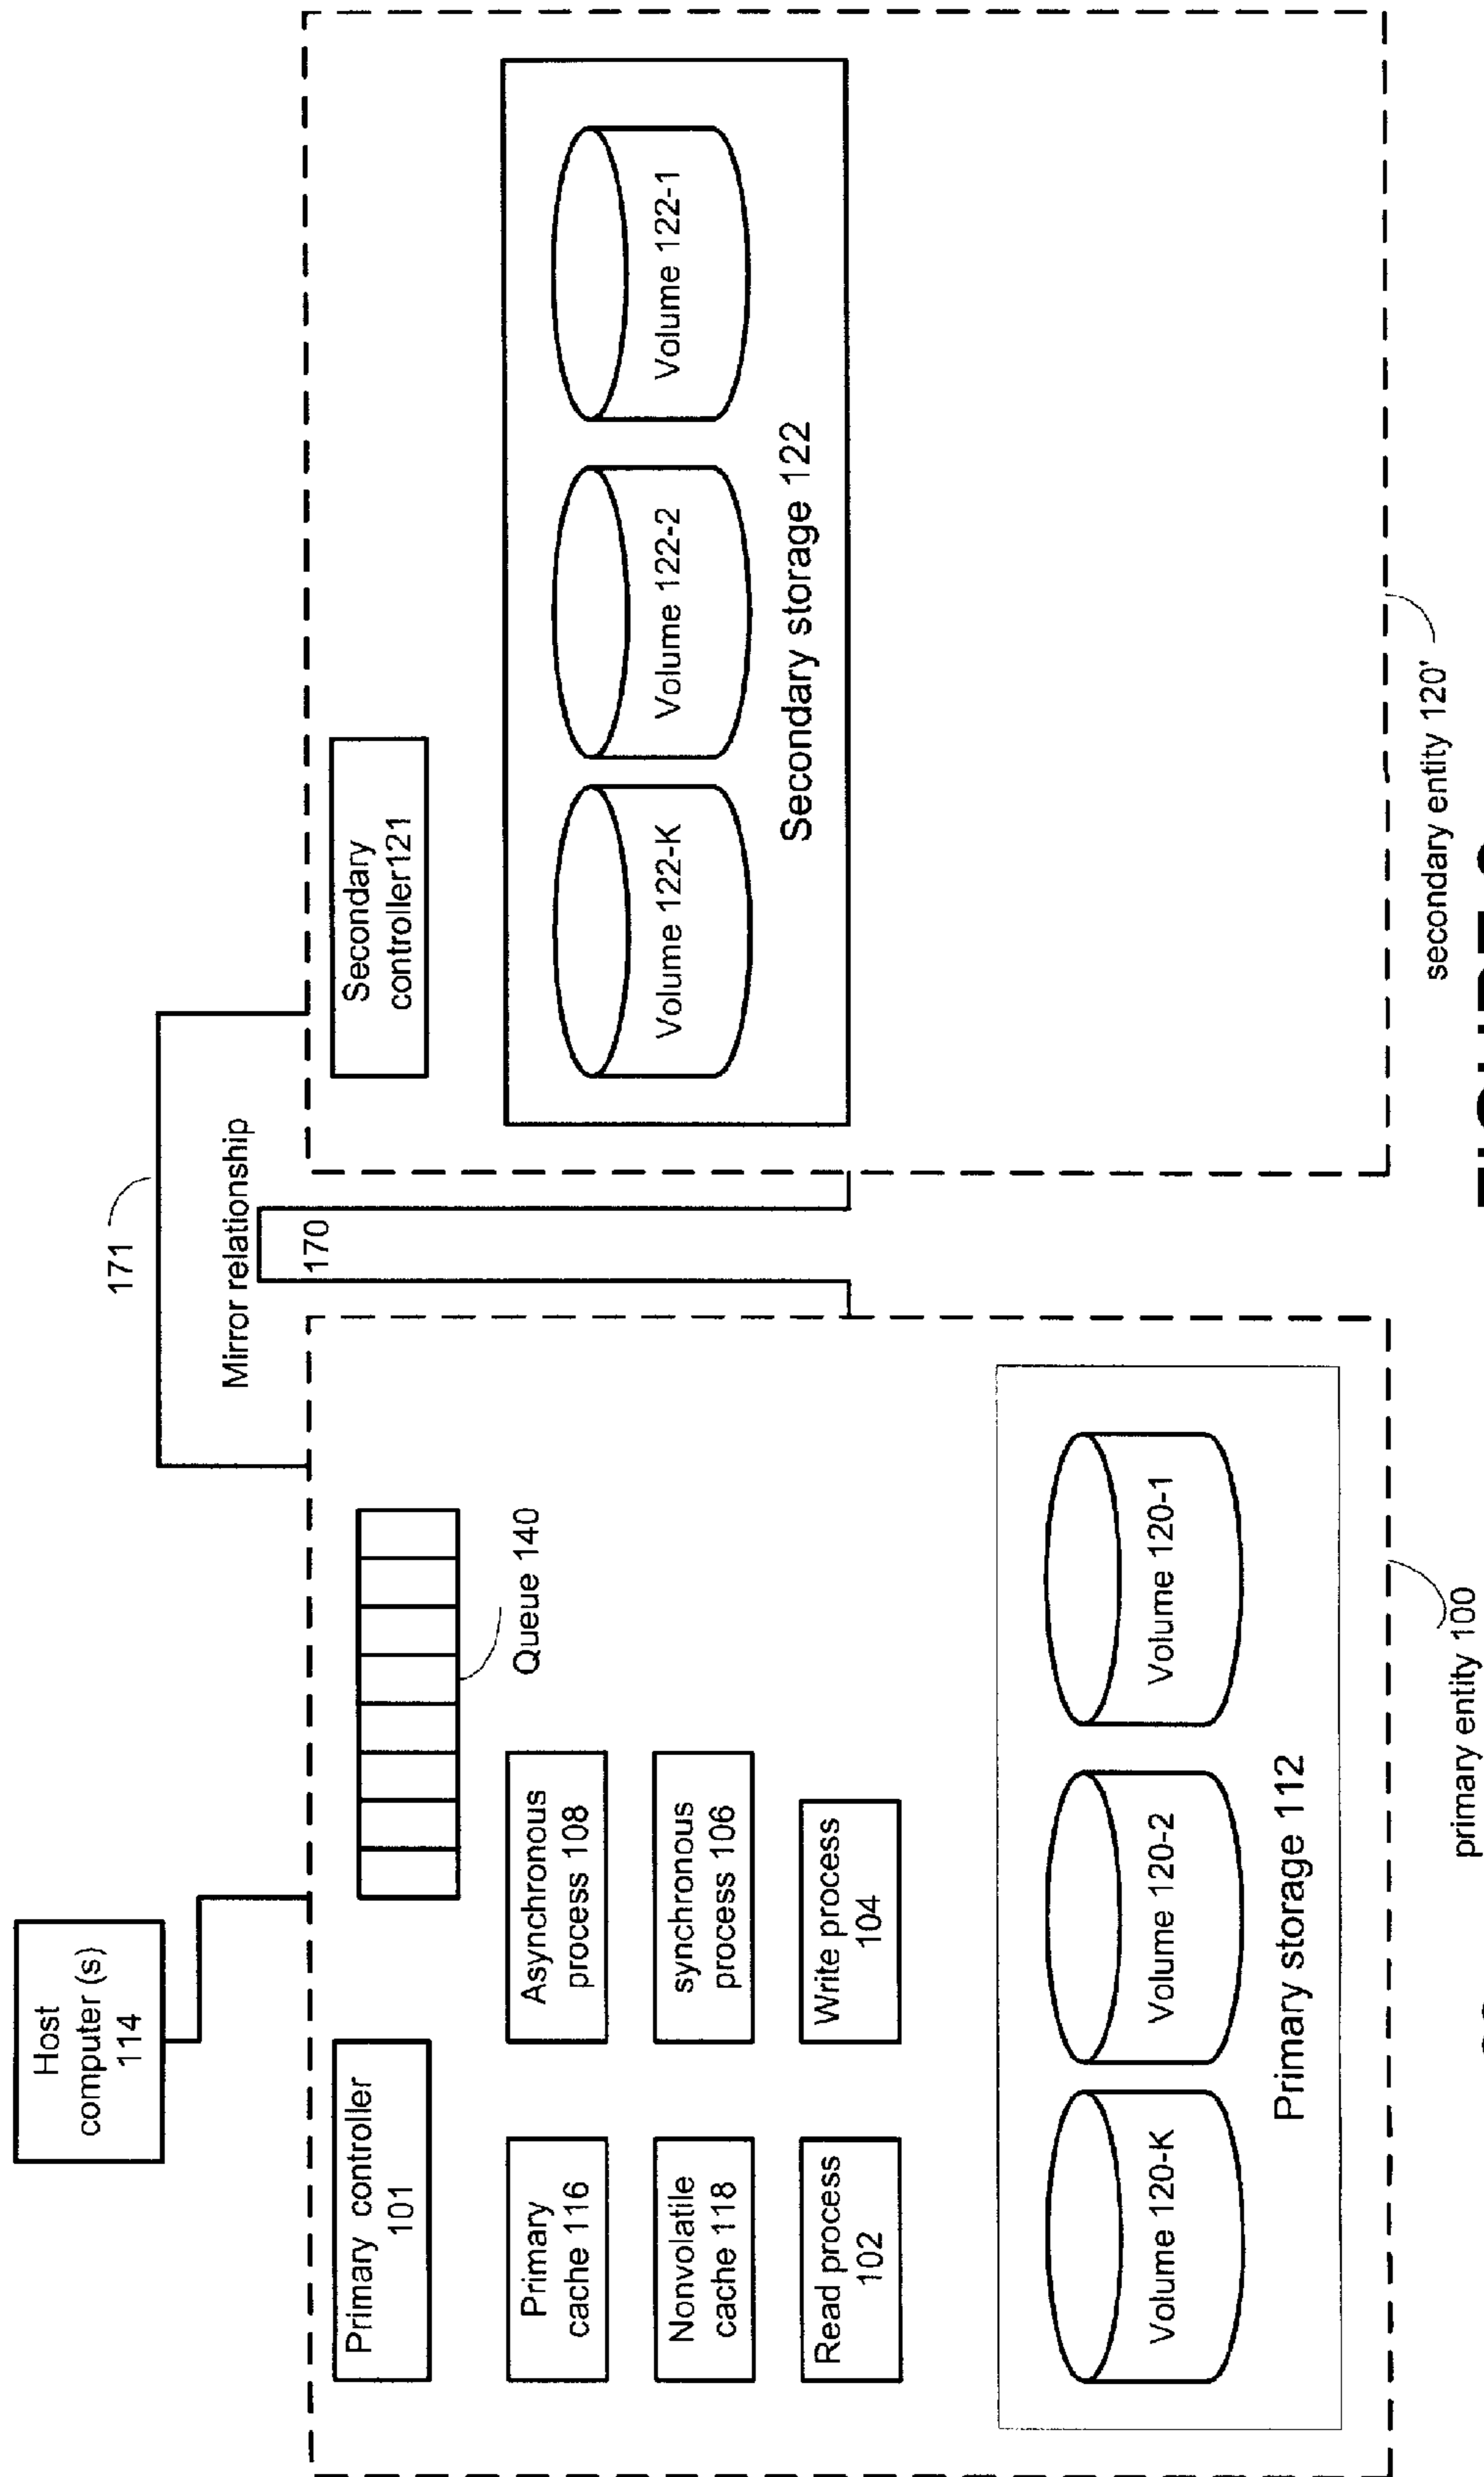 Host
computer (s)
114
171
Mirror relationship
170
Primary controller
101
Queue 140
Primary
cache 116
Asynchronous
process 108
Nonvolatile
cache 118
synchronous
process 106
Read process
102
Write process
104
Volume 120-K
Volume 120-2
Volume 120-1
Primary storage 112
primary entity 100
Secondary
controller121
Volume 122-K
Volume 122-2
Volume 122-1
Secondary storage 122
secondary entity 120'